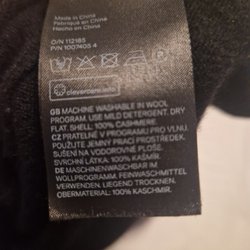 Made in China
Fabriqué en Chine
Hecho en China
O/N 112185
P/N 1007405 4
clevercare.info
GB MACHINE WASHABLE IN WOOL
PROGRAM. USE MILD DETERGENT. DRY
FLAT. SHELL: 100% CASHMERE
CZ PRATELNÉ V PROGRAMU PRO VLNU.
POUŽIJTE JEMNÝ PRACÍ PROSTŘEDEK.
SUŠTE NA VODOROVNÉ PLOŠE.
SVRCHNÍ LÁTKA: 100% KAŠMÍR
DE MASCHINENWASCHBAR IM
WOLLPROGRAMM. FEINWASCHMITTEL
VERWENDEN. LIEGEND TROCKNEN.
OBERMATERIAL: 100% KASCHMIR